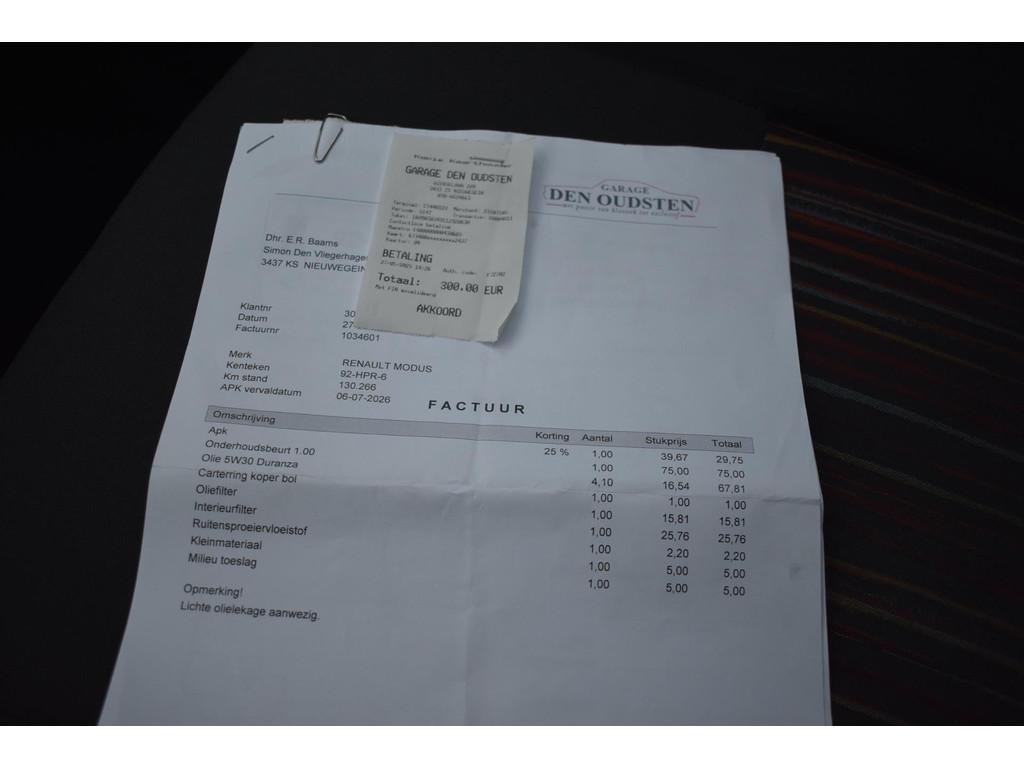 GARAGE DEN OUDSTEN
BETALING
Totaal: 300.00 EUR
AKKOORD
GARAGE
DEN OUDSTEN
Dhr. E.R. Baams
Simon Den Vliegerhage
3437 KS NIEUWEGEIN
Klantnr 30
Datum 27
Factuurnr 1034601
Merk RENAULT MODUS
Kenteken 92-HPR-6
Km stand 130.266
APK vervaldatum 06-07-2026
FACTUUR
Omschrijving Korting Aantal Stukprijs Totaal
Apk 25 % 1,00 39,67 29,75
Onderhoudsbeurt 1.00 1,00 75,00 75,00
Olie 5W30 Duranza 4,10 16,54 67,81
Carterring koper bol 1,00 1,00 1,00
Oliefilter 1,00 15,81 15,81
Interieurfilter 1,00 25,76 25,76
Ruitensproeiervloeistof 1,00 2,20 2,20
Kleinmateriaal 1,00 5,00 5,00
Milieu toeslag 1,00 5,00 5,00
Opmerking!
Lichte olielekage aanwezig.